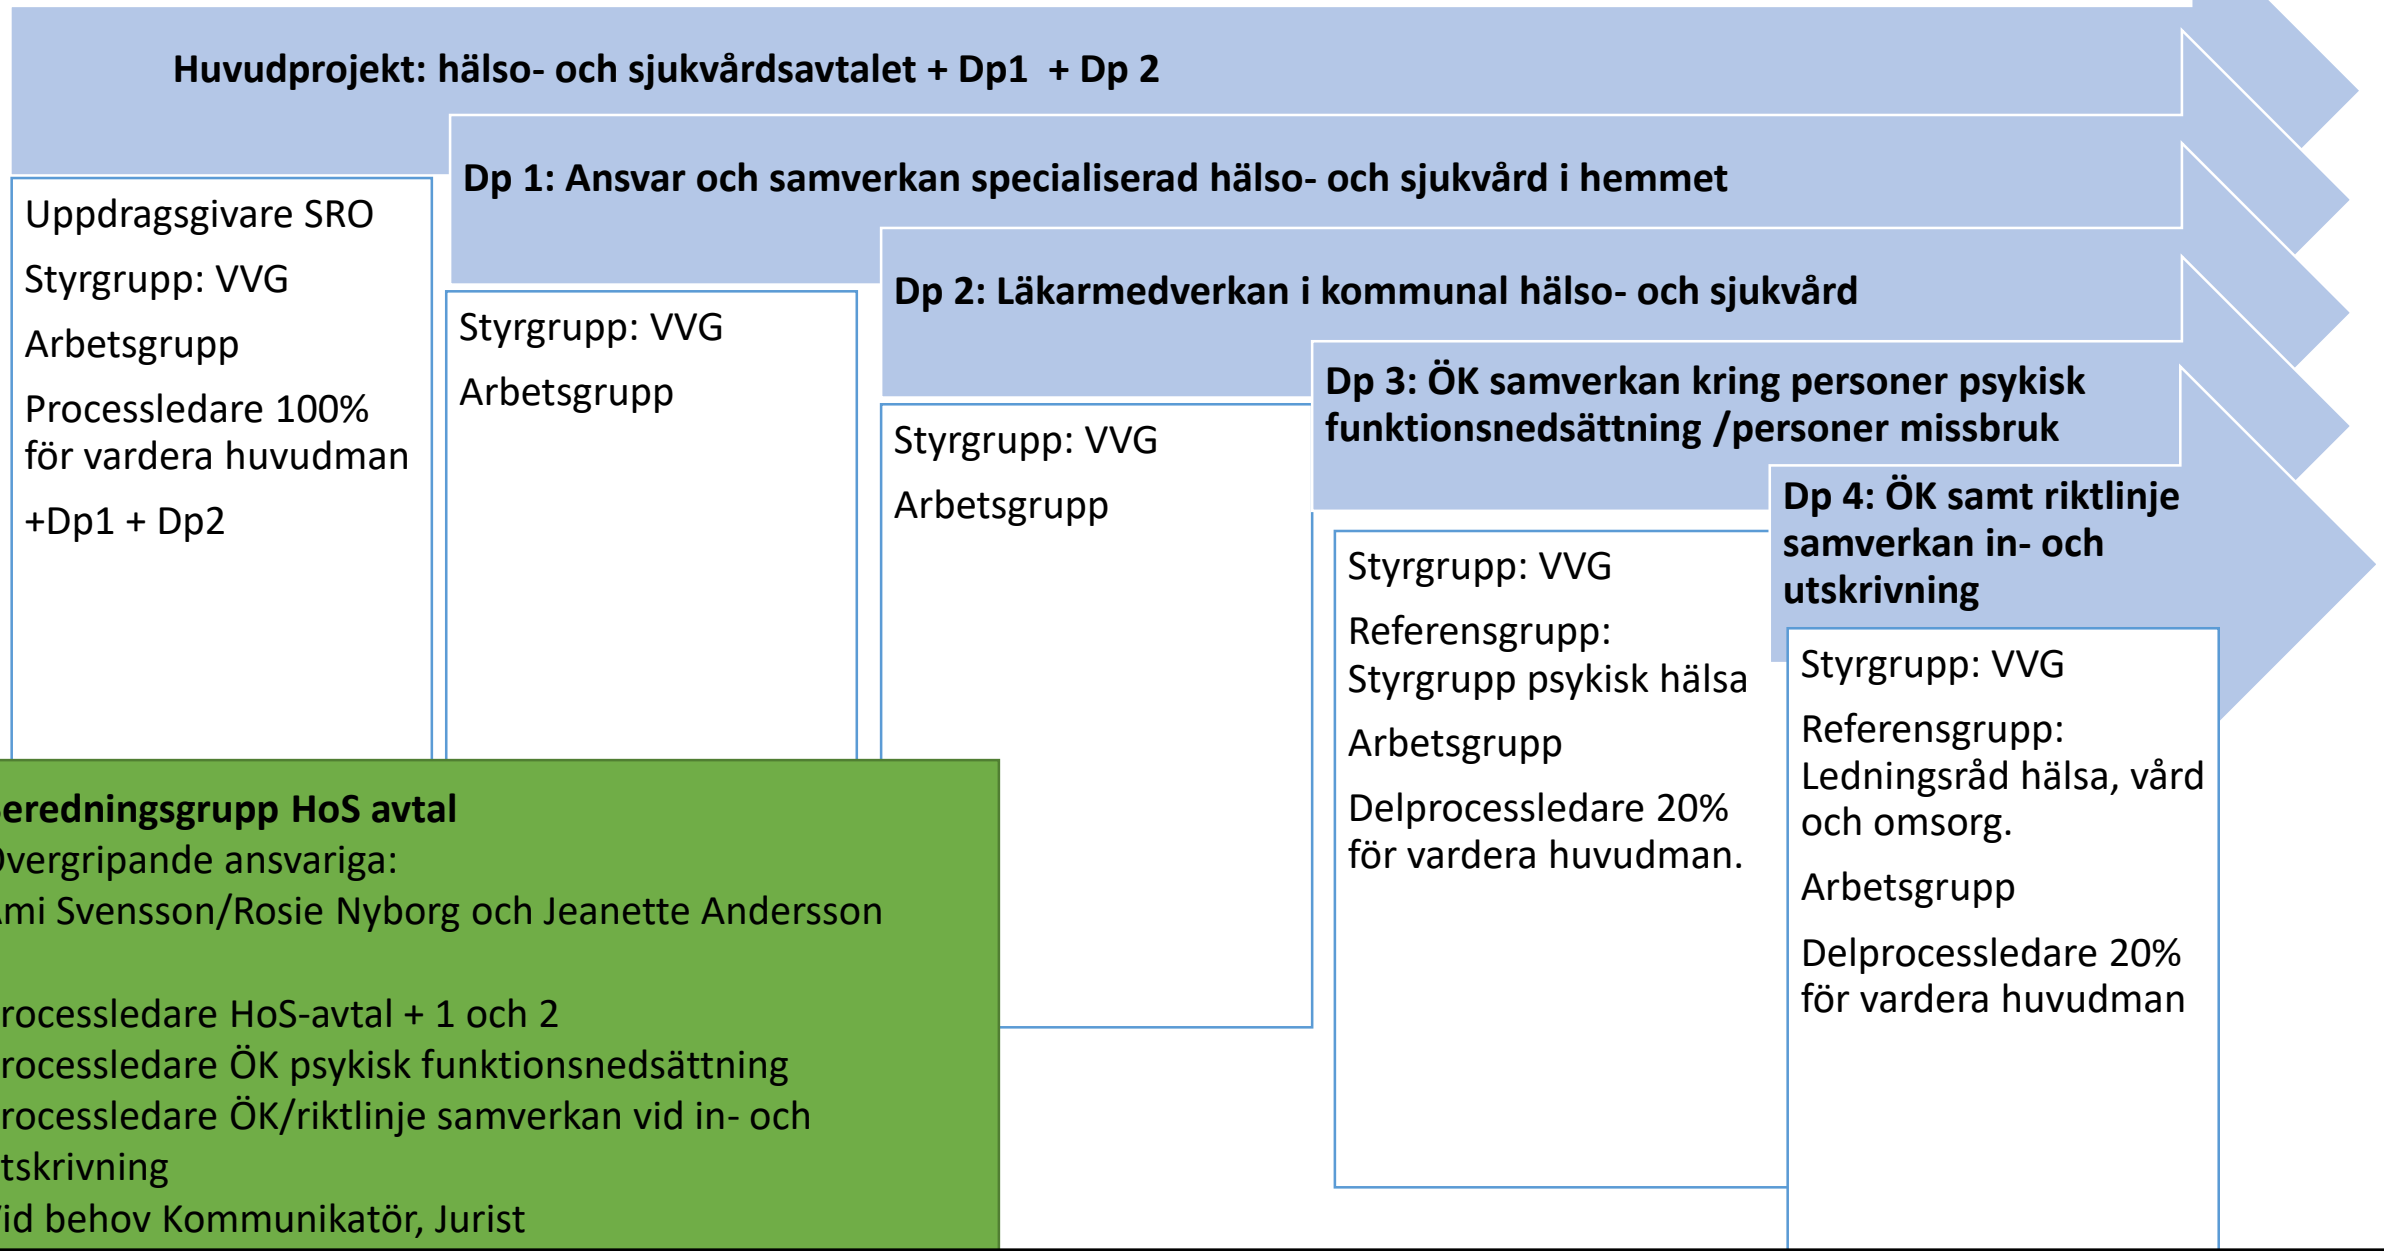 Huvudprojekt: hälso- och sjukvårdsavtalet + Dp1 + Dp 2
Dp 1: Ansvar och samverkan specialiserad hälso- och sjukvård i hemmet
Dp 2: Läkarmedverkan i kommunal hälso- och sjukvård
Dp 3: ÖK samverkan kring personer psykisk
funktionsnedsättning /personer missbruk
Dp 4: ÖK samt riktlinje
samverkan in- och
utskrivning
Uppdragsgivare SRO
Styrgrupp: VVG
Arbetsgrupp
Processledare 100%
för vardera huvudman
+Dp1 + Dp2
Styrgrupp: VVG
Arbetsgrupp
Styrgrupp: VVG
Arbetsgrupp
Styrgrupp: VVG
Referensgrupp:
Styrgrupp psykisk hälsa
Arbetsgrupp
Delprocessledare 20%
för vardera huvudman.
Styrgrupp: VVG
Referensgrupp:
Ledningsråd hälsa, vård
och omsorg.
Arbetsgrupp
Delprocessledare 20%
för vardera huvudman
eredningsgrupp HoS avtal
vergripande ansvariga:
mi Svensson/Rosie Nyborg och Jeanette Andersson
rocessledare HoS-avtal + 1 och 2
rocessledare ÖK psykisk funktionsnedsättning
rocessledare ÖK/riktlinje samverkan vid in- och
tskrivning
id behov Kommunikatör, Jurist